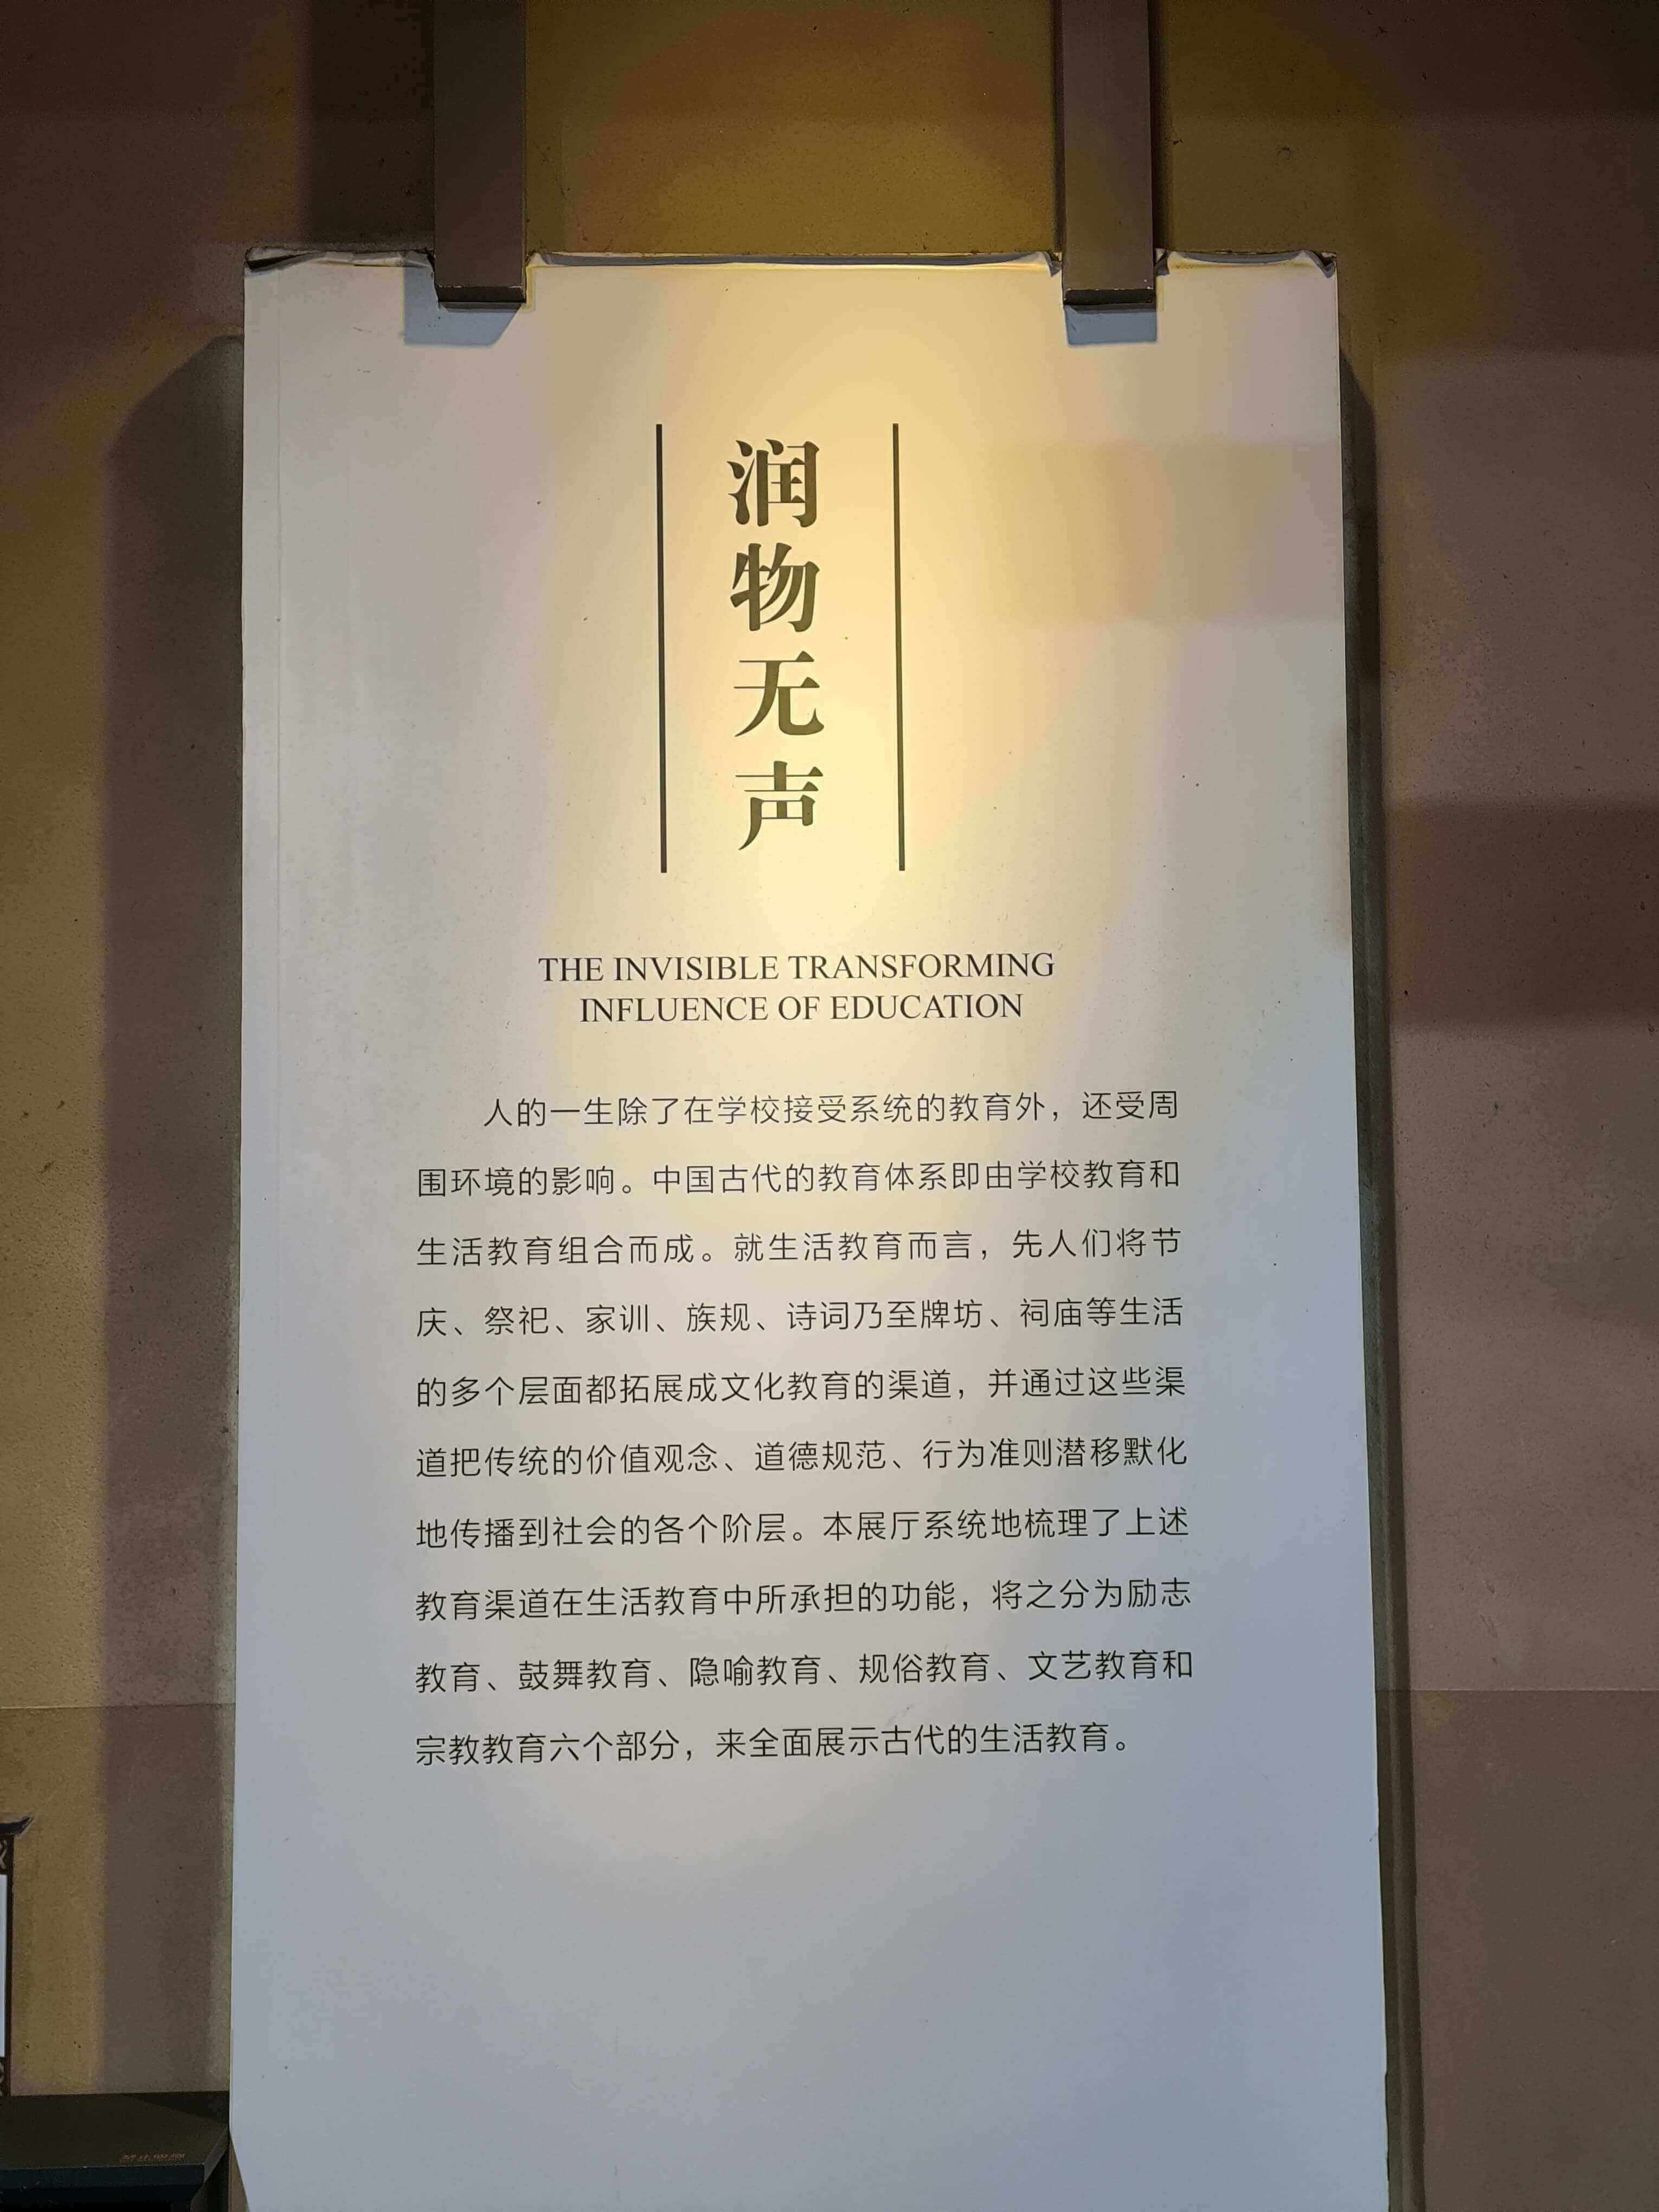 润物无声
THE INVISIBLE TRANSFORMING
INFLUENCE OF EDUCATION
人的一生除了在学校接受系统的教育外，还受周
围环境的影响。中国古代的教育体系即由学校教育和
生活教育组合而成。就生活教育而言，先人们将节
庆、祭祀、家训、族规、诗词乃至牌坊、祠庙等生活
的多个层面都拓展成文化教育的渠道，并通过这些渠
道把传统的价值观念、道德规范、行为准则潜移默化
地传播到社会的各个阶层。本展厅系统地梳理了上述
教育渠道在生活教育中所承担的功能，将之分为励志
教育、鼓舞教育、隐喻教育、规俗教育、文艺教育和
宗教教育六个部分，来全面展示古代的生活教育。